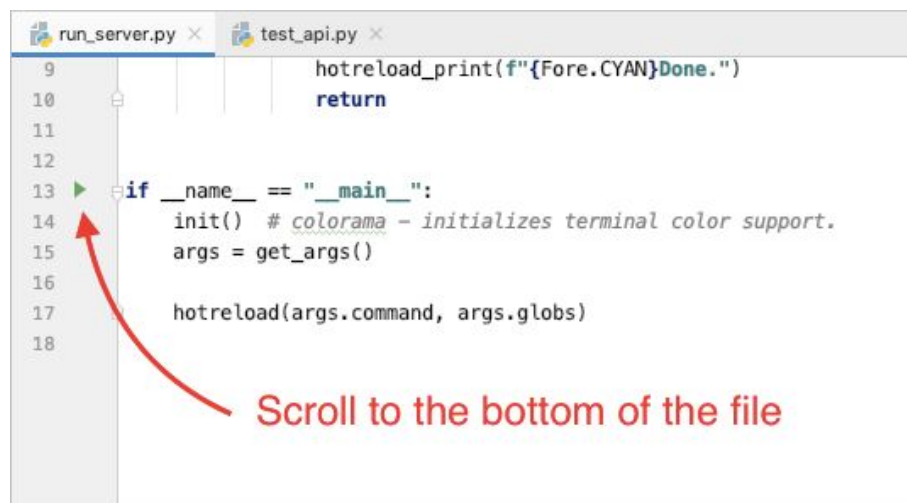 run_server.py × test_api.py ×
9 hotreload_print(f"{Fore.CYAN}Done.")
10 return
11
12
13 if __name__ == "__main__":
14 init() # colorama – initializes terminal color support.
15 args = get_args()
16
17 hotreload(args.command, args.globs)
18
Scroll to the bottom of the file